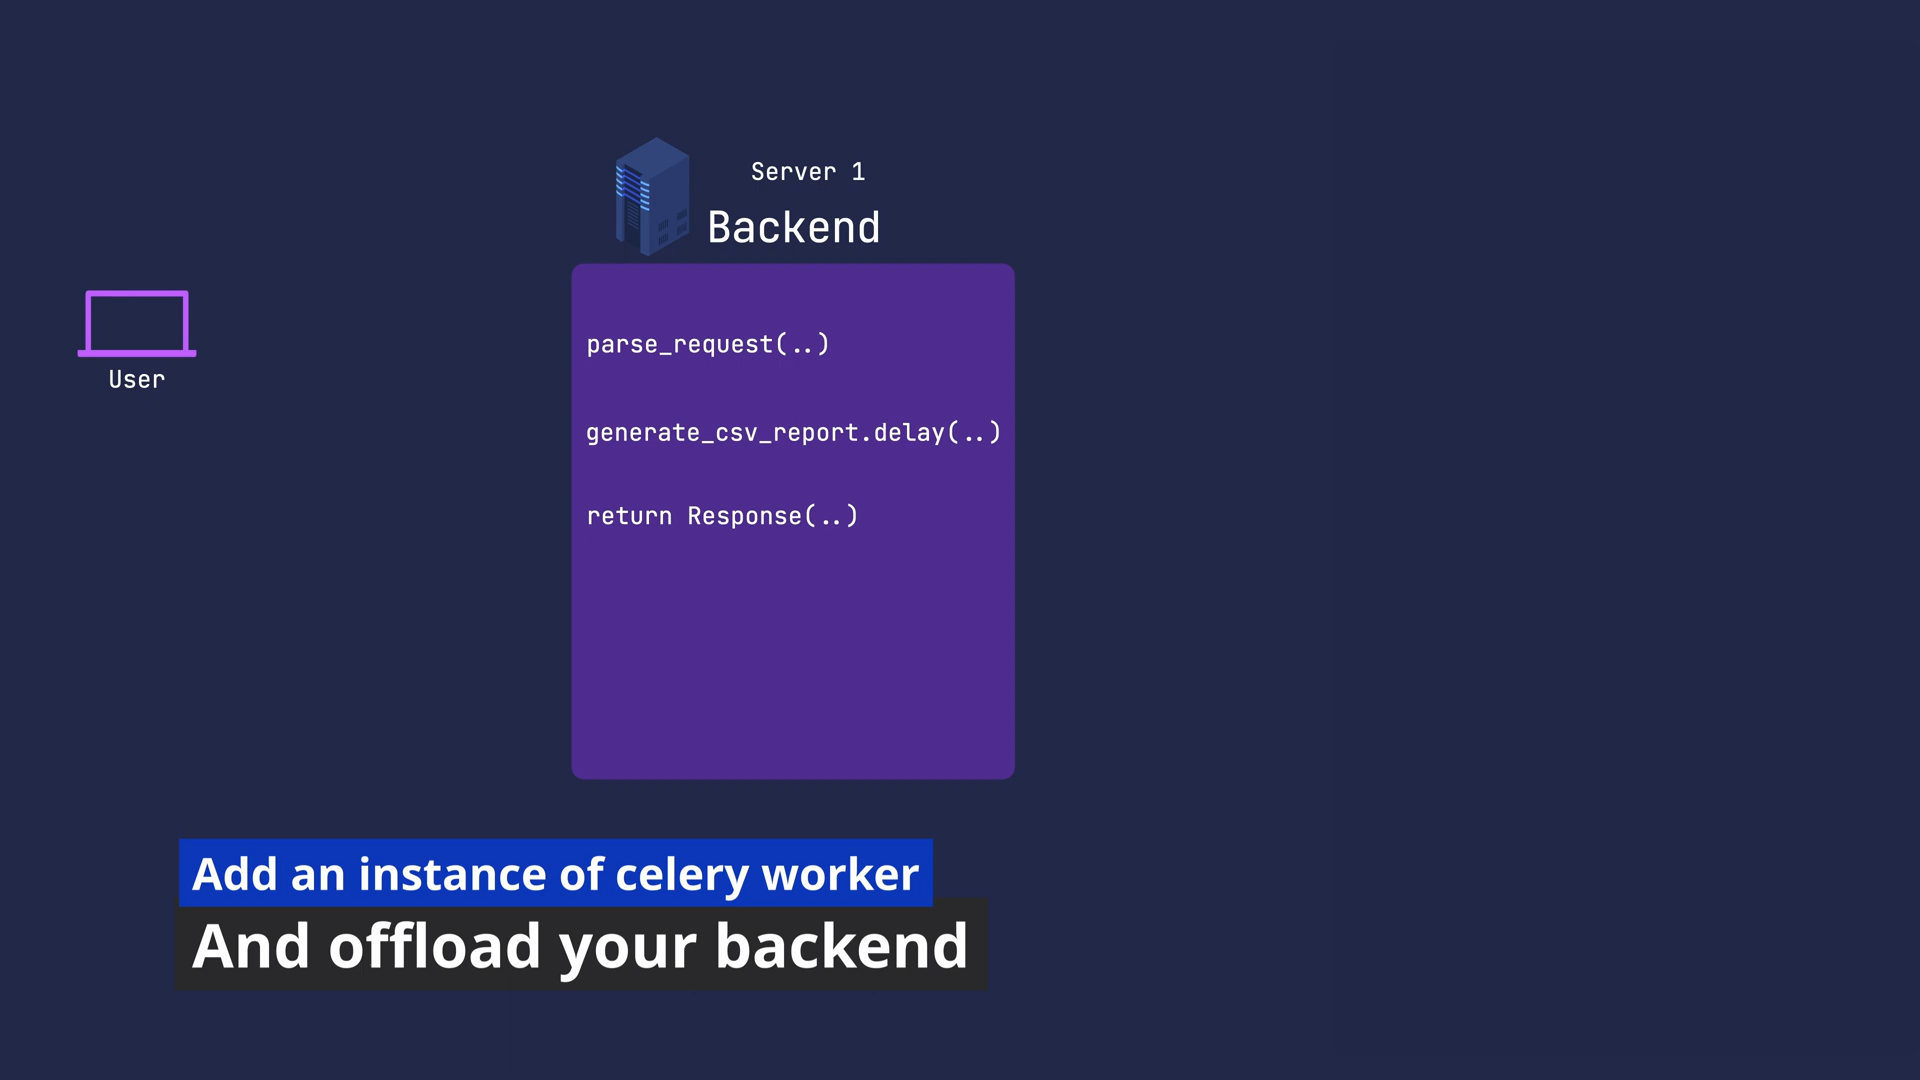 Server 1
Backend
User
parse_request(..)
generate_csv_report.delay(..)
return Response(..)
Add an instance of celery worker
And offload your backend